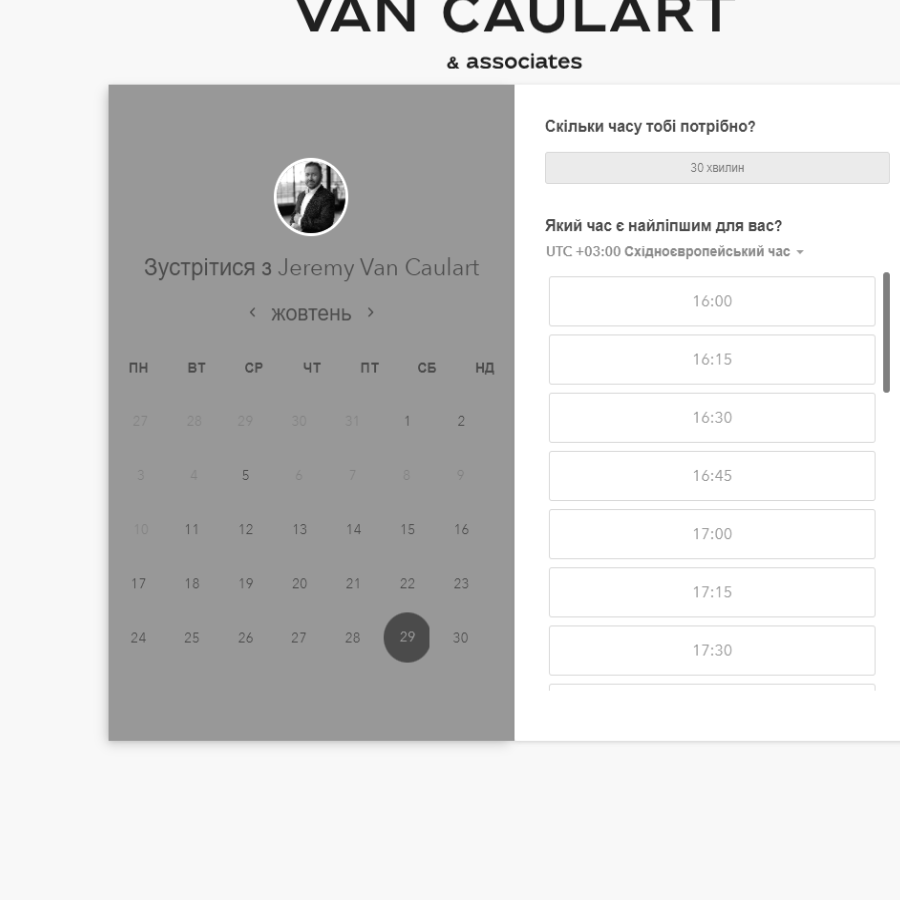 VAN CAULART
& associates
Зустрітися з Jeremy Van Caulart
жовтень
ПН ВТ СР ЧТ ПТ СБ НД
27 28 29 30 31 1 2
3 4 5 6 7 8 9
10 11 12 13 14 15 16
17 18 19 20 21 22 23
24 25 26 27 28 29 30
Скільки часу тобі потрібно?
30 хвилин
Який час є найліпшим для вас?
UTC +03:00 Східноєвропейський час
16:00
16:15
16:30
16:45
17:00
17:15
17:30